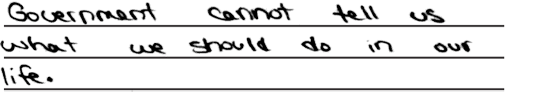 Government cannot tell us
what we should do in our
life.